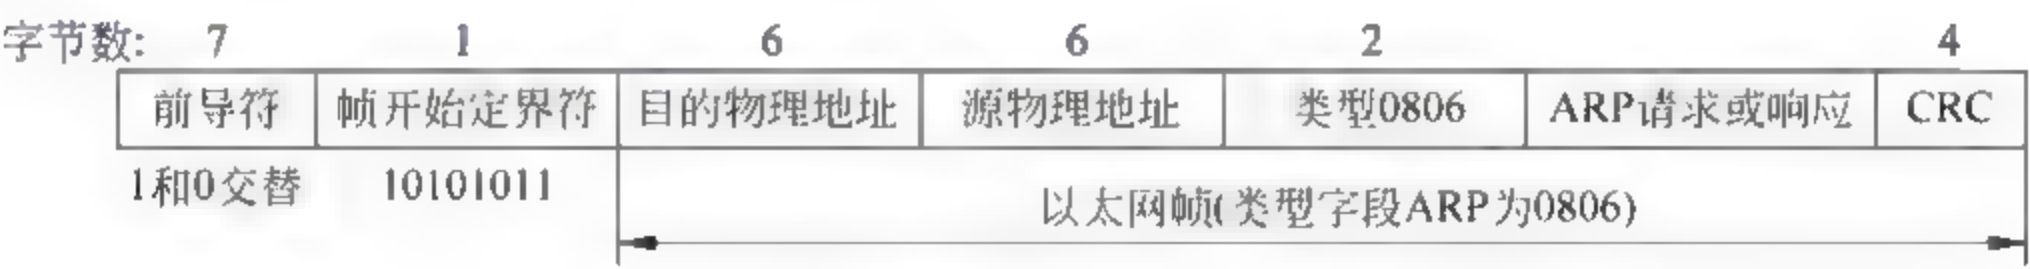 字节数: 7 1 6 6 2 4
前导符 帧开始定界符 目的物理地址 源物理地址 类型0806 ARP请求或响应 CRC
1和0交替 10101011
以太网帧(类型字段ARP为0806)